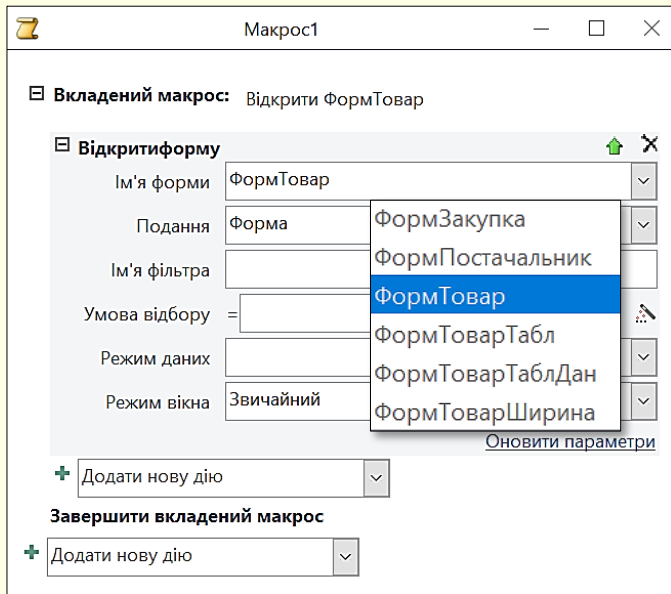 Макрос1
Вкладений макрос: Відкрити ФормТовар
Відкритиформу
Ім'я форми ФормТовар
Подання Форма
Ім'я фільтра
Умова відбору =
Режим даних
Режим вікна Звичайний
ФормЗакупка
ФормПостачальник
ФормТовар
ФормТоварТабл
ФормТоварТаблДан
ФормТоварШирина
Оновити параметри
Додати нову дію
Завершити вкладений макрос
Додати нову дію